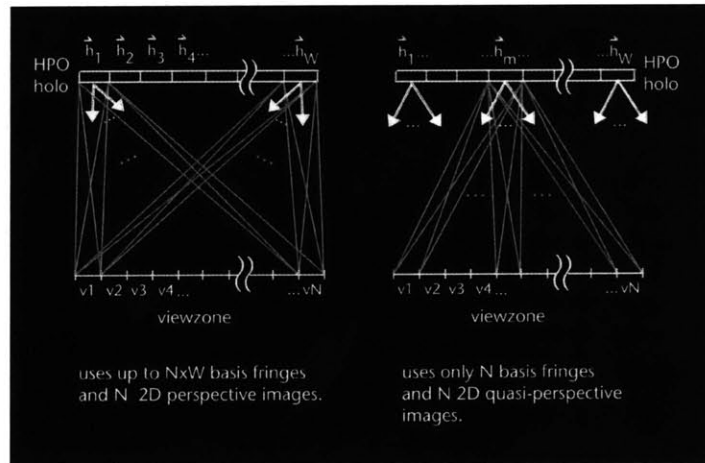 h1 h2 h3 h4... ...hW
HPO
holo
v1 v2 v3 v4... ...vN
viewzone
uses up to NxW basis fringes
and N 2D perspective images.
h1... ...hm ...hW
HPO
holo
v1 v2 v3 v4... ...vN
viewzone
uses only N basis fringes
and N 2D quasi-perspective
images.